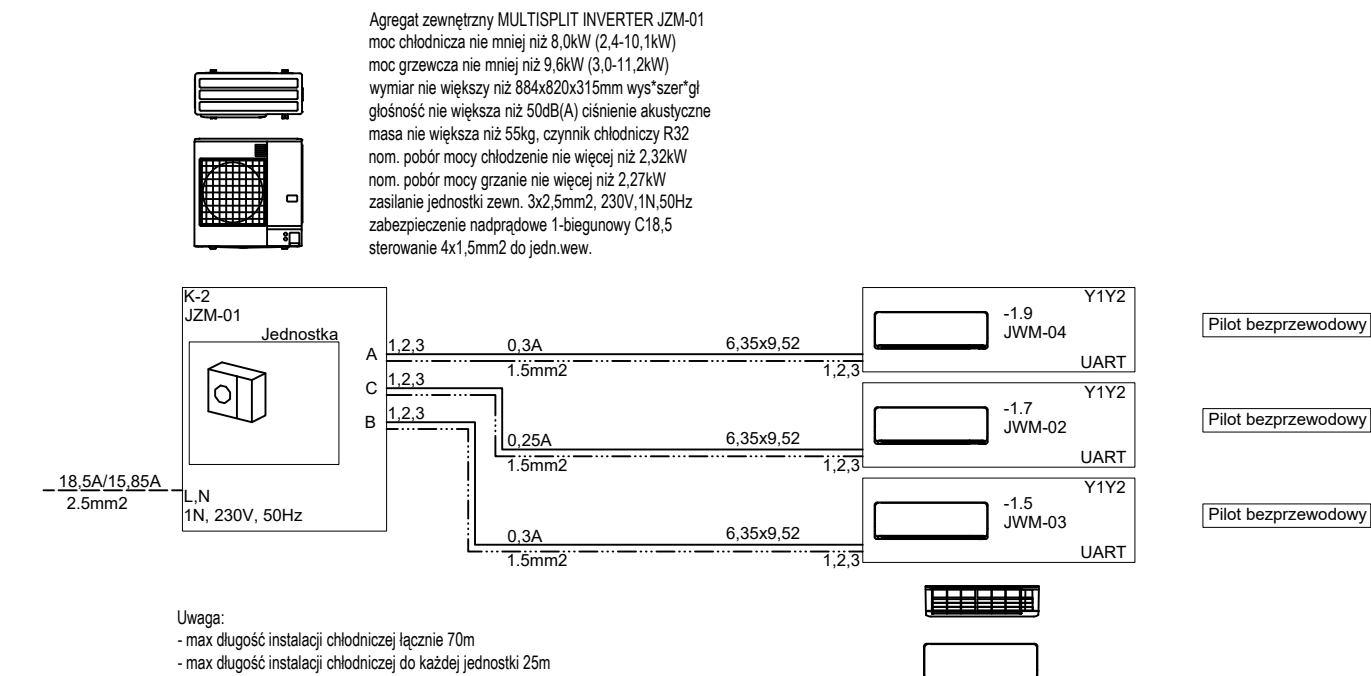 Agregat zewnętrzny MULTISPLIT INVERTER JZM-01
moc chłodnicza nie mniej niż 8,0kW (2,4-10,1kW)
moc grzewcza nie mniej niż 9,6kW (3,0-11,2kW)
wymiar nie większy niż 884x820x315mm wys*szer*gł
głośność nie większa niż 50dB(A) ciśnienie akustyczne
masa nie większa niż 55kg, czynnik chłodniczy R32
nom. pobór mocy chłodzenie nie więcej niż 2,32kW
nom. pobór mocy grzanie nie więcej niż 2,27kW
zasilanie jednostki zewn. 3x2,5mm2, 230V,1N,50Hz
zabezpieczenie nadprądowe 1-biegunowy C18,5
sterowanie 4x1,5mm2 do jedn.wew.
K-2
JZM-01
Jednostka
A
C
B
L,N
1N, 230V, 50Hz
18,5A/15,85A
2.5mm2
1,2,3
0,3A
6,35x9,52
1.5mm2
1,2,3
1,2,3
0,25A
6,35x9,52
1.5mm2
1,2,3
1,2,3
0,3A
6,35x9,52
1.5mm2
1,2,3
Y1Y2
-1.9
JWM-04
UART
Pilot bezprzewodowy
Y1Y2
-1.7
JWM-02
UART
Pilot bezprzewodowy
Y1Y2
-1.5
JWM-03
UART
Pilot bezprzewodowy
Uwaga:
- max długość instalacji chłodniczej łącznie 70m
- max długość instalacji chłodniczej do każdej jednostki 25m